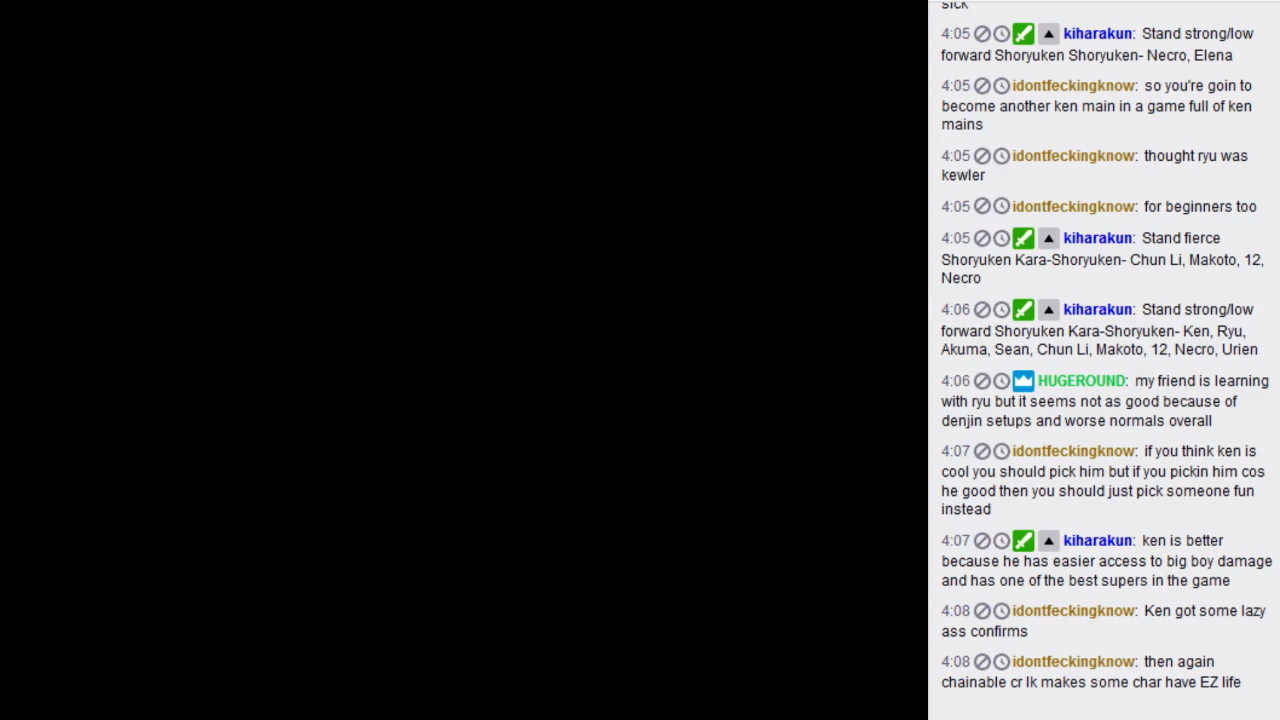 sick
4:05 kiharakun: Stand strong/low
forward Shoryuken Shoryuken- Necro, Elena
4:05 idontfeckingknow: so you're goin to
become another ken main in a game full of ken
mains
4:05 idontfeckingknow: thought ryu was
kewler
4:05 idontfeckingknow: for beginners too
4:05 kiharakun: Stand fierce
Shoryuken Kara-Shoryuken- Chun Li, Makoto, 12,
Necro
4:06 kiharakun: Stand strong/low
forward Shoryuken Kara-Shoryuken- Ken, Ryu,
Akuma, Sean, Chun Li, Makoto, 12, Necro, Urien
4:06 HUGEROUND: my friend is learning
with ryu but it seems not as good because of
denjin setups and worse normals overall
4:07 idontfeckingknow: if you think ken is
cool you should pick him but if you pickin him cos
he good then you should just pick someone fun
instead
4:07 kiharakun: ken is better
because he has easier access to big boy damage
and has one of the best supers in the game
4:08 idontfeckingknow: Ken got some lazy
ass confirms
4:08 idontfeckingknow: then again
chainable cr lk makes some char have EZ life